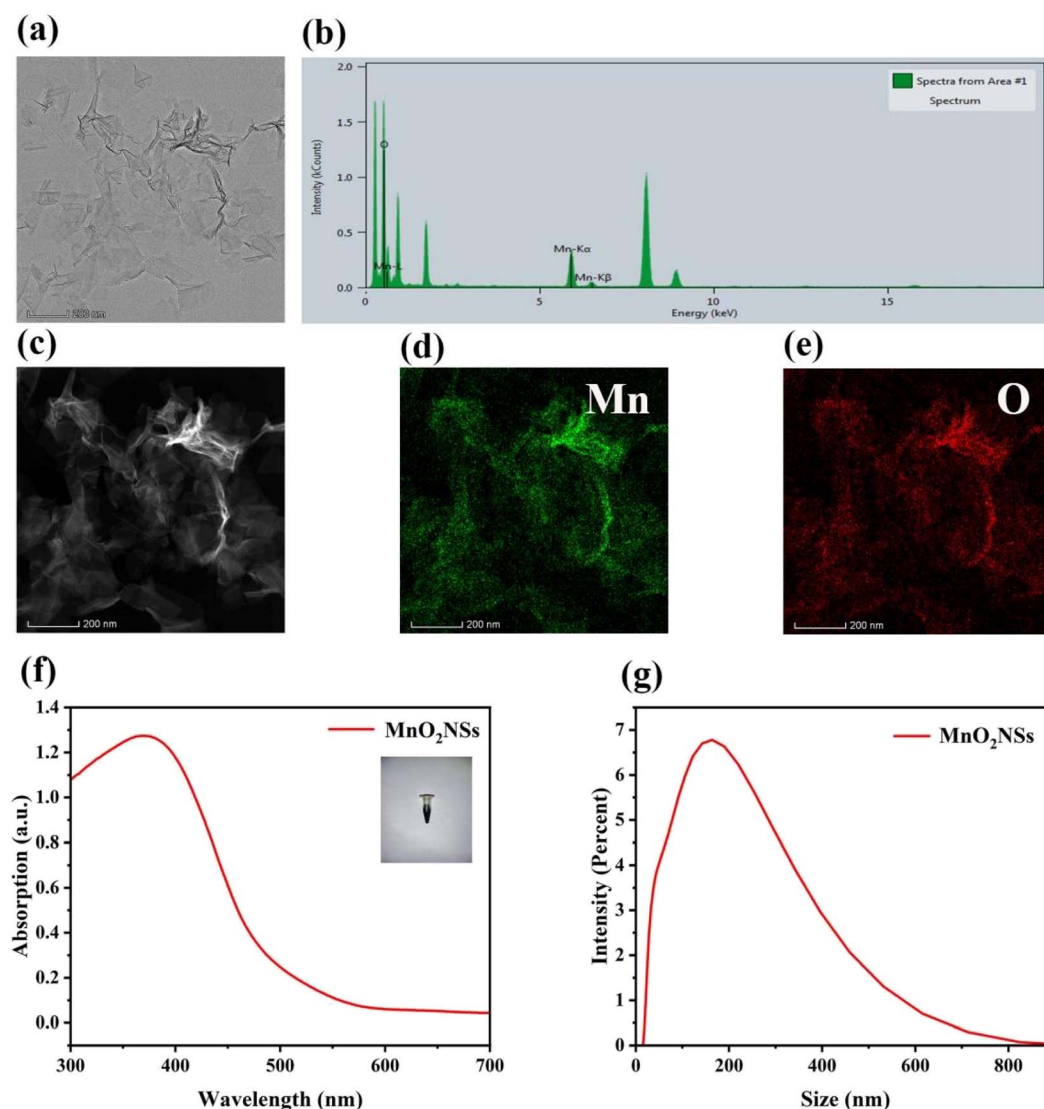 (a)
200 nm
(b)
2.0
1.5
1.0
0.5
0.0
Intensity (kCounts)
Spectra from Area #1
Spectrum
Mn-L
Mn-Kα
Mn-Kβ
0
5
10
15
Energy (keV)
(c)
200 nm
(d)
Mn
200 nm
(e)
O
200 nm
(f)
1.4
1.2
1.0
0.8
0.6
0.4
0.2
0.0
Absorption (a.u.)
MnO₂NSs
300
400
500
600
700
Wavelength (nm)
(g)
7
6
5
4
3
2
1
0
Intensity (Percent)
MnO₂NSs
0
200
400
600
800
Size (nm)